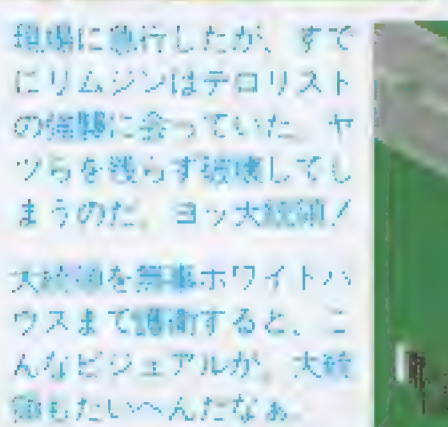 現場に急行したが、すで
にリムジンはテロリスト
の強襲に会っていた。ヤ
ツらを残らず破壊してし
まうのだ。ヨッ大統領!
大統領を無事ホワイトハ
ウスまで護衛すると、こ
んなビジュアルが。大統
領もたいへんだなぁ。